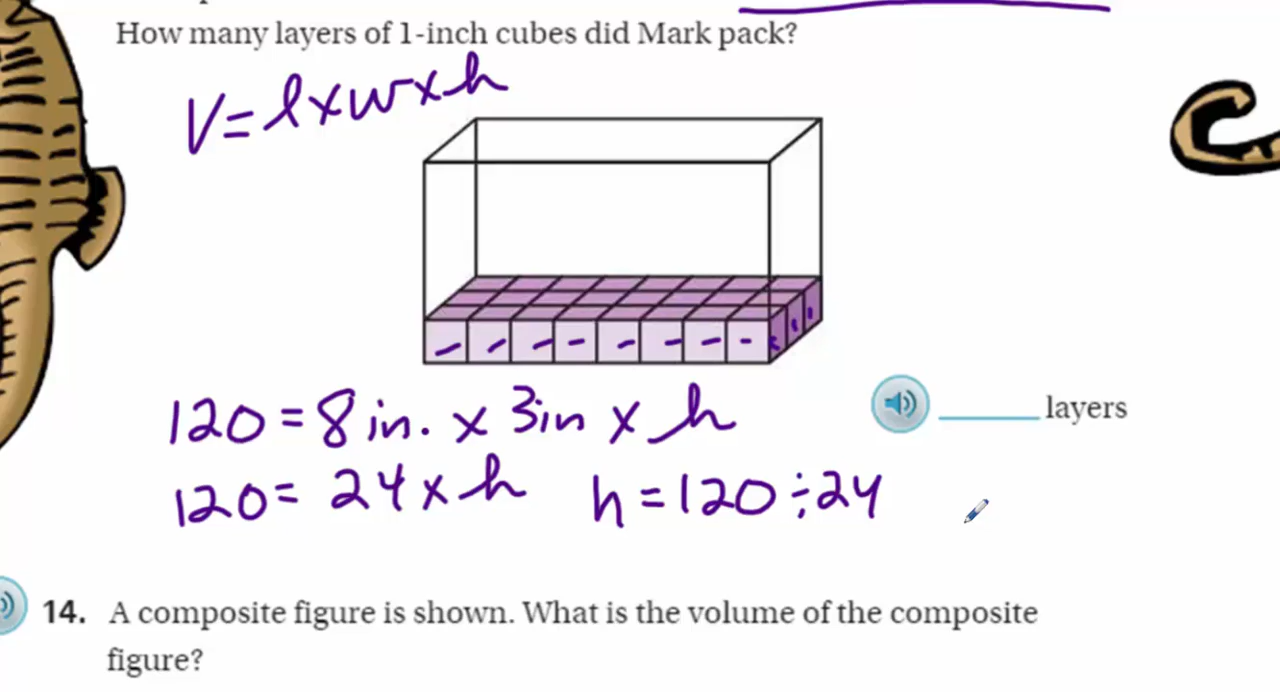 How many layers of 1-inch cubes did Mark pack?
V = l x w x h
120 = 8 in. x 3in x h
_____ layers
120 = 24 x h h = 120 ÷ 24
14. A composite figure is shown. What is the volume of the composite
figure?